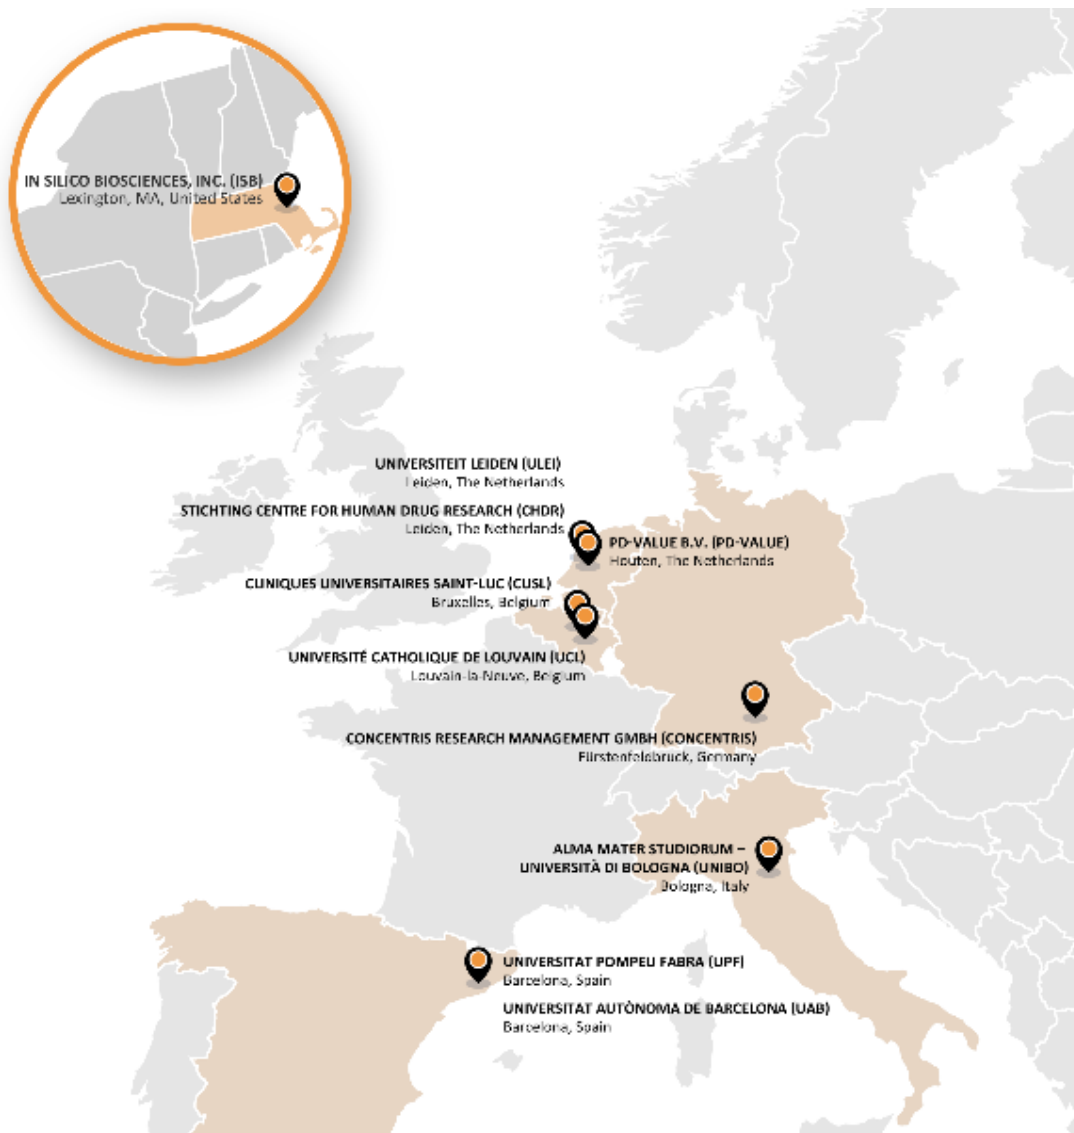 IN SILICO BIOSCIENCES, INC. (ISB)
Lexington, MA, United States
UNIVERSITEIT LEIDEN (ULEI)
Leiden, The Netherlands
STICHTING CENTRE FOR HUMAN DRUG RESEARCH (CHDR)
Leiden, The Netherlands
PD-VALUE B.V. (PD-VALUE)
Houten, The Netherlands
CLINIQUES UNIVERSITAIRES SAINT-LUC (CUSL)
Bruxelles, Belgium
UNIVERSITÉ CATHOLIQUE DE LOUVAIN (UCL)
Louvain-la-Neuve, Belgium
CONCENTRIS RESEARCH MANAGEMENT GMBH (CONCENTRIS)
Fürstenfeldbruck, Germany
ALMA MATER STUDIORUM –
UNIVERSITÀ DI BOLOGNA (UNIBO)
Bologna, Italy
UNIVERSITAT POMPEU FABRA (UPF)
Barcelona, Spain
UNIVERSITAT AUTÒNOMA DE BARCELONA (UAB)
Barcelona, Spain